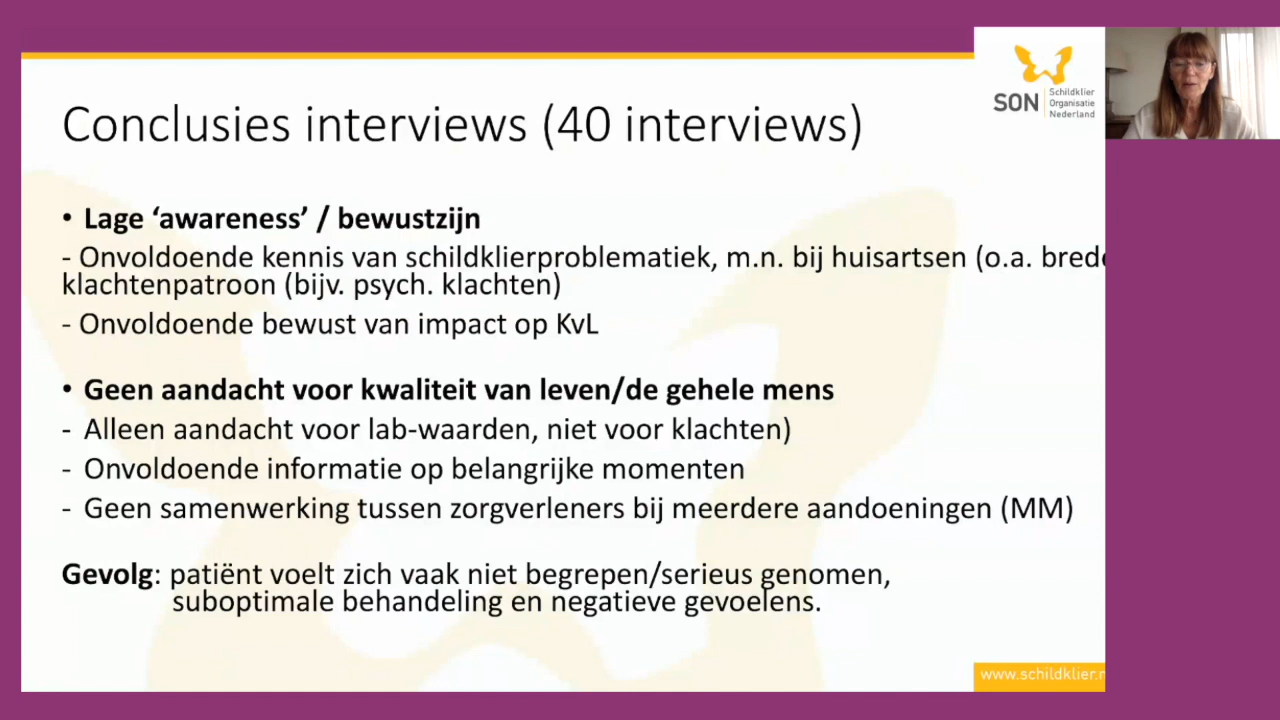 Conclusies interviews (40 interviews)
SON
Schildklier
Organisatie
Nederland
• Lage ‘awareness’ / bewustzijn
- Onvoldoende kennis van schildklierproblematiek, m.n. bij huisartsen (o.a. brede
klachtenpatroon (bijv. psych. klachten)
- Onvoldoende bewust van impact op KvL
• Geen aandacht voor kwaliteit van leven/de gehele mens
- Alleen aandacht voor lab-waarden, niet voor klachten)
- Onvoldoende informatie op belangrijke momenten
- Geen samenwerking tussen zorgverleners bij meerdere aandoeningen (MM)
Gevolg: patiënt voelt zich vaak niet begrepen/serieus genomen,
suboptimale behandeling en negatieve gevoelens.
www.schildklier.n